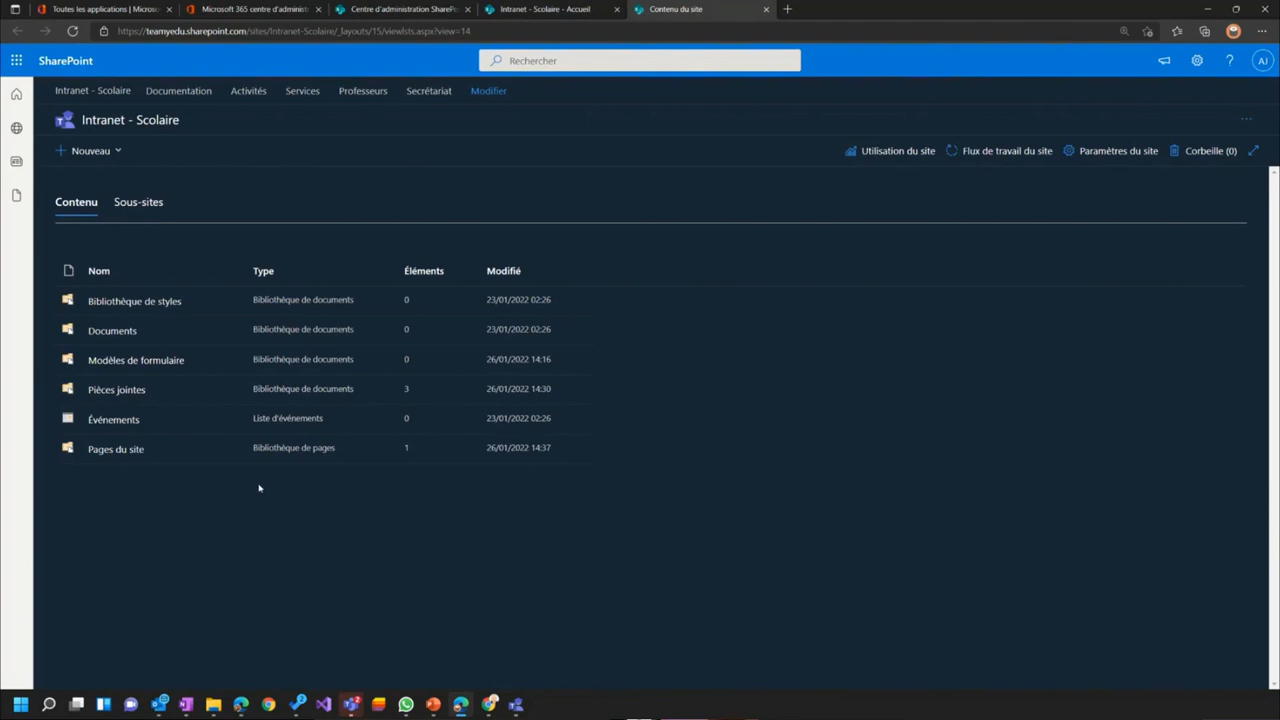 Toutes les applications | Microso
Microsoft 365 centre d'administ
Centre d'administration SharePo
Intranet - Scolaire - Accueil
Contenu du site
https://teamyedu.sharepoint.com/sites/Intranet-Scolaire/_layouts/15/viewlsts.aspx?view=14
SharePoint
Rechercher
AJ
Intranet - Scolaire
Documentation
Activités
Services
Professeurs
Secrétariat
Modifier
Intranet - Scolaire
Nouveau
Utilisation du site
Flux de travail du site
Paramètres du site
Corbeille (0)
Contenu
Sous-sites
Nom Type Éléments Modifié
Bibliothèque de styles Bibliothèque de documents 0 23/01/2022 02:26
Documents Bibliothèque de documents 0 23/01/2022 02:26
Modèles de formulaire Bibliothèque de documents 0 26/01/2022 14:16
Pièces jointes Bibliothèque de documents 3 26/01/2022 14:30
Événements Liste d'événements 0 23/01/2022 02:26
Pages du site Bibliothèque de pages 1 26/01/2022 14:37